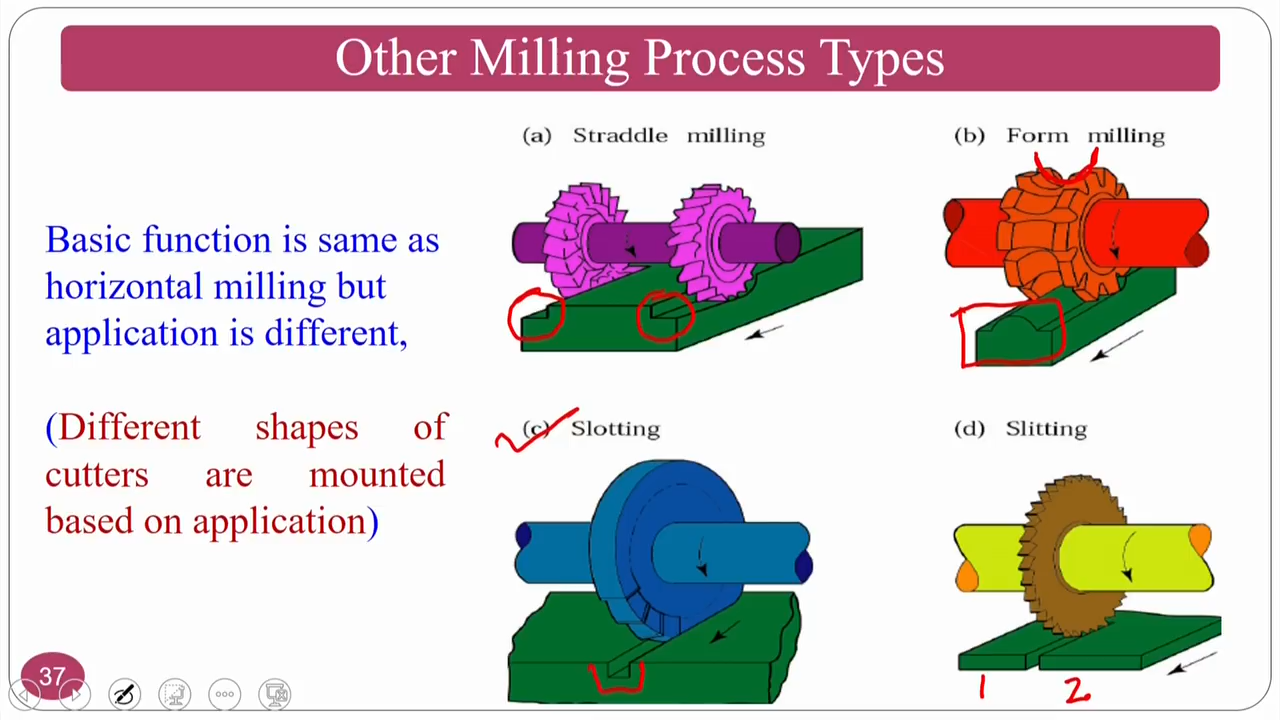 Other Milling Process Types
Basic function is same as
horizontal milling but
application is different,
(Different shapes of
cutters are mounted
based on application)
(a) Straddle milling
(b) Form milling
(c) Slotting
(d) Slitting
1 2
37